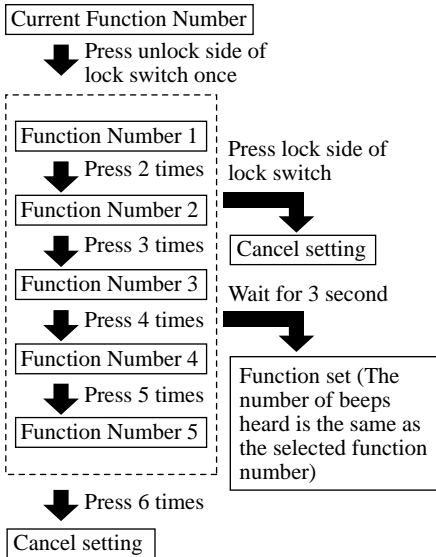 Current Function Number
Press unlock side of
lock switch once
Function Number 1
Press 2 times
Function Number 2
Press 3 times
Function Number 3
Press 4 times
Function Number 4
Press 5 times
Function Number 5
Press 6 times
Cancel setting
Press lock side of
lock switch
Cancel setting
Wait for 3 second
Function set (The
number of beeps
heard is the same as
the selected function
number)